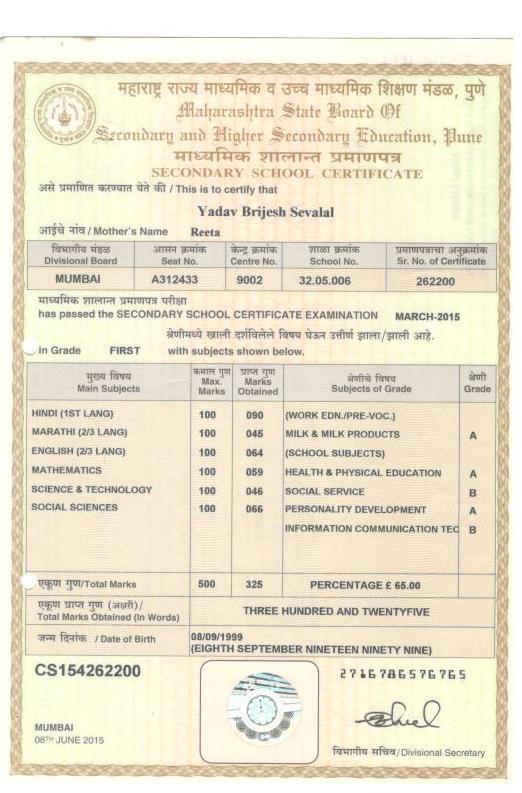 महाराष्ट्र राज्य माध्यमिक व उच्च माध्यमिक शिक्षण मंडळ, पुणे
Maharashtra State Board Of
Secondary and Higher Secondary Education, Pune
माध्यमिक शालान्त प्रमाणपत्र
SECONDARY SCHOOL CERTIFICATE
असे प्रमाणित करण्यात येते की / This is to certify that
Yadav Brijesh Sevalal
आईचे नांव / Mother's Name Reeta
विभागीय मंडळ आसन क्रमांक केन्द्र क्रमांक शाळा क्रमांक प्रमाणपत्राचा अनुक्रमांक
Divisional Board Seat No. Centre No. School No. Sr. No. of Certificate
MUMBAI A312433 9002 32.05.006 262200
माध्यमिक शालान्त प्रमाणपत्र परीक्षा
has passed the SECONDARY SCHOOL CERTIFICATE EXAMINATION MARCH-2015
श्रेणीमध्ये खाली दर्शविलेले विषय घेऊन उत्तीर्ण झाला/झाली आहे.
in Grade FIRST with subjects shown below.
मुख्य विषय कमाल गुण प्राप्त गुण श्रेणीचे विषय श्रेणी
Main Subjects Max. Marks Marks Obtained Subjects of Grade Grade
HINDI (1ST LANG) 100 090 (WORK EDN./PRE-VOC.)
MARATHI (2/3 LANG) 100 045 MILK & MILK PRODUCTS A
ENGLISH (2/3 LANG) 100 064 (SCHOOL SUBJECTS)
MATHEMATICS 100 059 HEALTH & PHYSICAL EDUCATION A
SCIENCE & TECHNOLOGY 100 046 SOCIAL SERVICE B
SOCIAL SCIENCES 100 066 PERSONALITY DEVELOPMENT A
INFORMATION COMMUNICATION TEC B
एकूण गुण/Total Marks 500 325 PERCENTAGE £ 65.00
एकूण प्राप्त गुण (अक्षरी)/
Total Marks Obtained (In Words) THREE HUNDRED AND TWENTYFIVE
जन्म दिनांक / Date of Birth 08/09/1999
(EIGHTH SEPTEMBER NINETEEN NINETY NINE)
CS154262200 2716786576765
MUMBAI
08TH JUNE 2015
विभागीय सचिव/Divisional Secretary